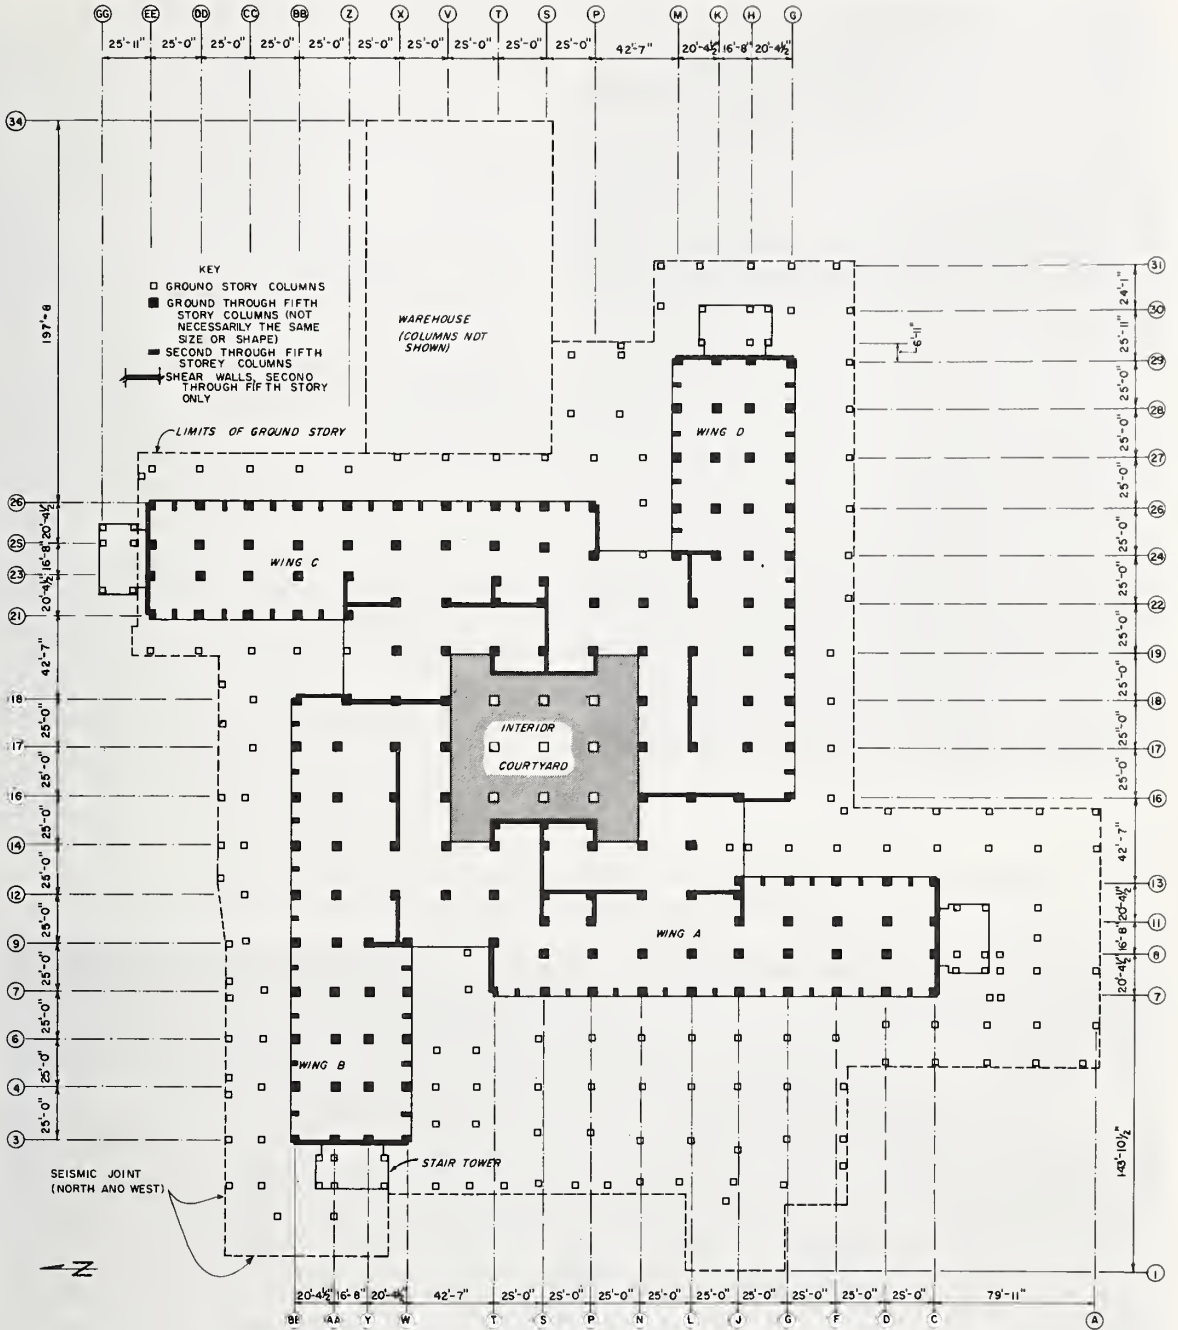 GG EE DD CC BB Z X V T S P M K H G
25'-11" 25'-0" 25'-0" 25'-0" 25'-0" 25'-0" 25'-0" 25'-0" 25'-0" 25'-0" 42'-7" 20'-4½" 16'-8" 20'-4½"
34
197'-8
KEY
GROUND STORY COLUMNS
GROUND THROUGH FIFTH
STORY COLUMNS (NOT
NECESSARILY THE SAME
SIZE OR SHAPE)
SECOND THROUGH FIFTH
STOREY COLUMNS
SHEAR WALLS, SECOND
THROUGH FIFTH STORY
ONLY
WAREHOUSE
(COLUMNS NOT
SHOWN)
LIMITS OF GROUND STORY
31
24'-1"
30
25'-11"
6'-11"
29
25'-0"
28
WING D
25'-0"
27
25'-0"
26
25'-0"
24
25'-0"
22
25'-0"
19
25'-0"
18
25'-0"
17
25'-0"
16
42'-7"
13
20'-4½"
11
16'-8"
8
20'-4½"
7
143'-10½"
1
26
20'-4½"
25
16'-8"
23
20'-4½"
21
42'-7"
18
25'-0"
17
25'-0"
16
25'-0"
14
25'-0"
12
25'-0"
9
25'-0"
7
25'-0"
6
25'-0"
4
25'-0"
3
WING C
INTERIOR
COURTYARD
WING A
WING B
STAIR TOWER
SEISMIC JOINT
(NORTH AND WEST)
Z
20'-4½" 16'-8" 20'-4½" 42'-7" 25'-0" 25'-0" 25'-0" 25'-0" 25'-0" 25'-0" 25'-0" 25'-0" 25'-0" 79'-11"
BB AA Y W T S P N L J G F D C A